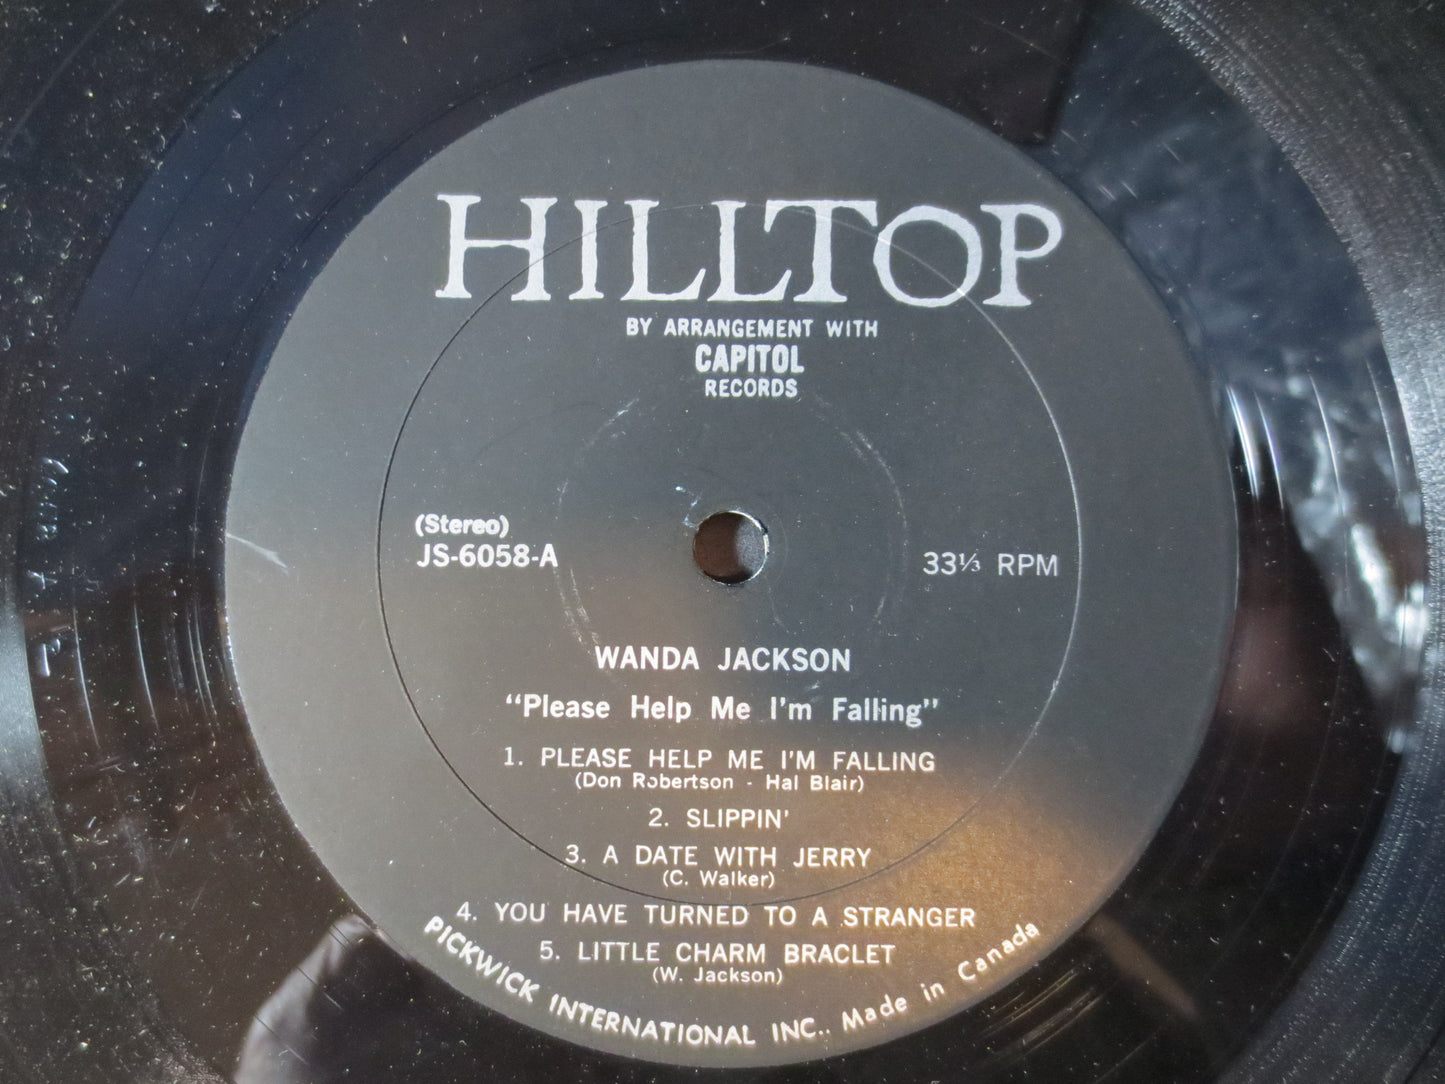 HILLTOP
BY ARRANGEMENT WITH
CAPITOL
RECORDS
(Stereo)
JS-6058-A
33⅓ RPM
WANDA JACKSON
"Please Help Me I'm Falling"
1. PLEASE HELP ME I'M FALLING
(Don Robertson - Hal Blair)
2. SLIPPIN'
3. A DATE WITH JERRY
(C. Walker)
4. YOU HAVE TURNED TO A STRANGER
5. LITTLE CHARM BRACLET
(W. Jackson)
PICKWICK INTERNATIONAL INC.. Made in Canada